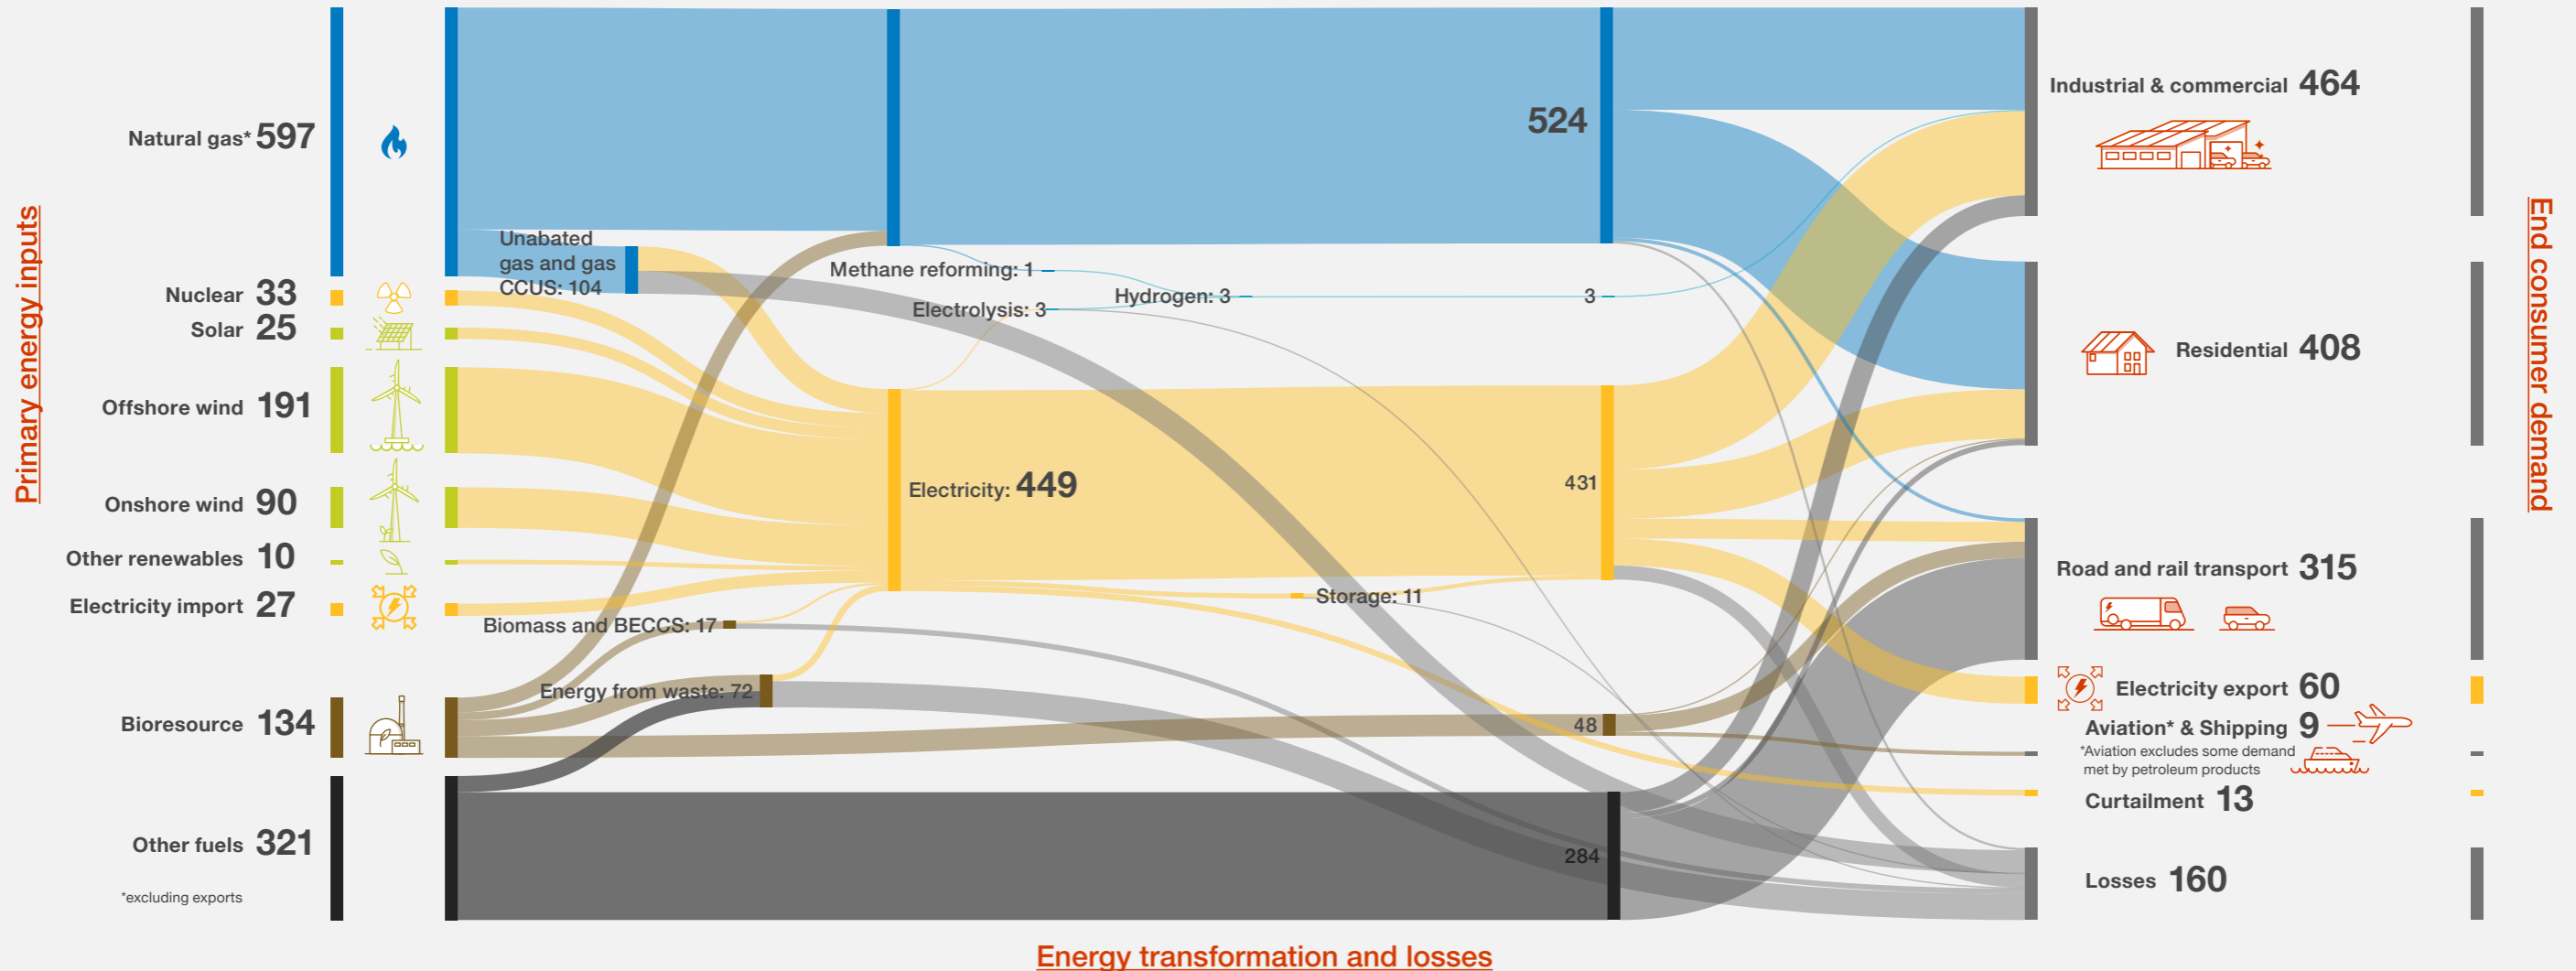 Primary energy inputs
Natural gas* 597
Nuclear 33
Solar 25
Offshore wind 191
Onshore wind 90
Other renewables 10
Electricity import 27
Bioresource 134
Other fuels 321
*excluding exports
Unabated
gas and gas
CCUS: 104
Methane reforming: 1
Electrolysis: 3
Hydrogen: 3
Electricity: 449
Storage: 11
Biomass and BECCS: 17
Energy from waste: 72
524
3
431
48
284
Energy transformation and losses
Industrial & commercial 464
Residential 408
Road and rail transport 315
Electricity export 60
Aviation* & Shipping 9
*Aviation excludes some demand
met by petroleum products
Curtailment 13
Losses 160
End consumer demand